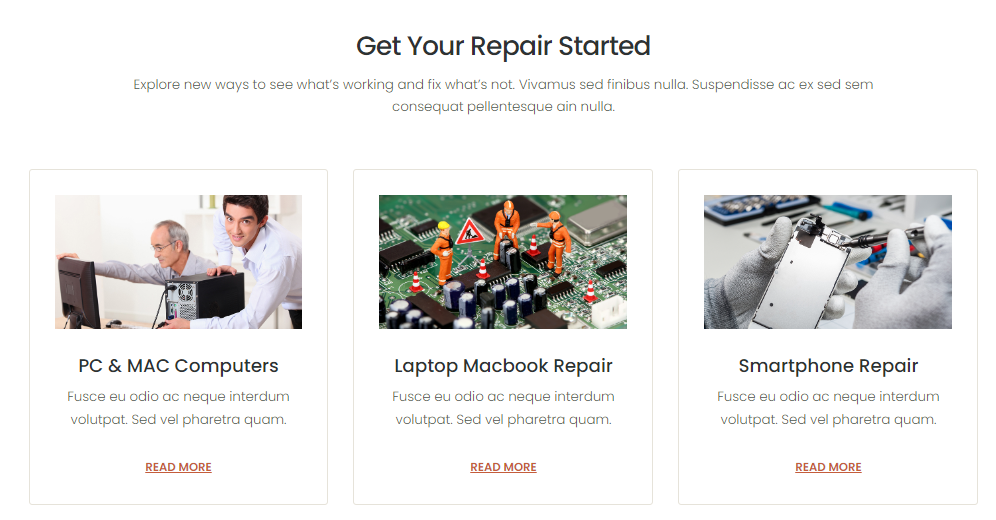 Get Your Repair Started
Explore new ways to see what's working and fix what's not. Vivamus sed finibus nulla. Suspendisse ac ex sed sem
consequat pellentesque ain nulla.
PC & MAC Computers
Fusce eu odio ac neque interdum
volutpat. Sed vel pharetra quam.
READ MORE
Laptop Macbook Repair
Fusce eu odio ac neque interdum
volutpat. Sed vel pharetra quam.
READ MORE
Smartphone Repair
Fusce eu odio ac neque interdum
volutpat. Sed vel pharetra quam.
READ MORE